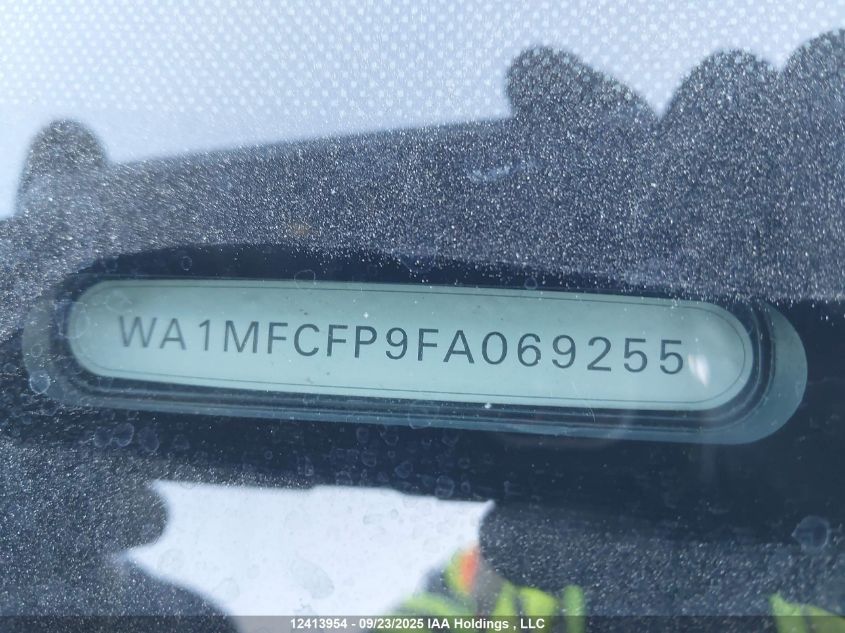 WA1MFCFP9FA069255
12413954 - 09/23/2025 IAA Holdings , LLC